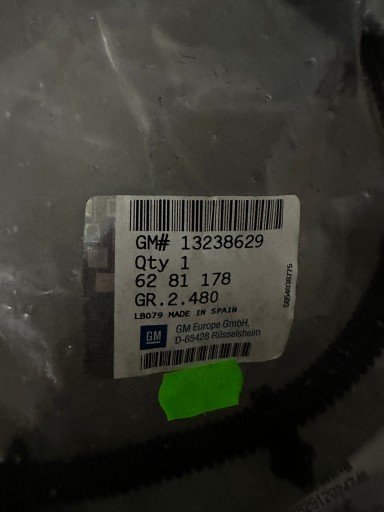 GM# 13238629
Qty 1
62 81 178
GR.2.480
LB079 MADE IN SPAIN
GM
GM Europe GmbH,
D-65428 Rüsselsheim